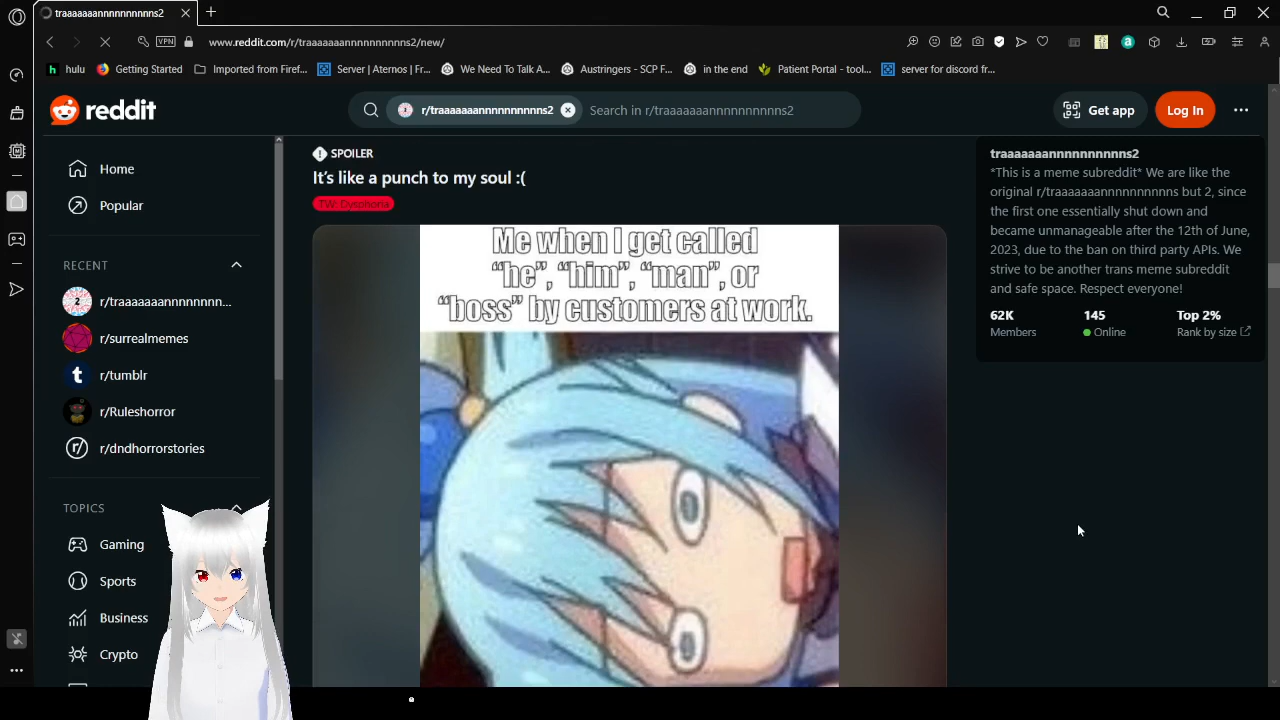 traaaaaaannnnnnnnnns2
VPN
www.reddit.com/r/traaaaaaannnnnnnnnns2/new/
hulu
Getting Started
Imported from Firef...
Server | Aternos | Fr...
We Need To Talk A...
Austringers - SCP F...
in the end
Patient Portal - tool...
server for discord fr...
reddit
r/traaaaaaannnnnnnnnns2
Search in r/traaaaaaannnnnnnnnns2
Get app
Log In
Home
Popular
RECENT
r/traaaaaaannnnnnn...
r/surrealmemes
r/tumblr
r/Ruleshorror
r/dndhorrorstories
TOPICS
Gaming
Sports
Business
Crypto
SPOILER
It's like a punch to my soul :(
TW: Dysphoria
Me when I get called
"he", "him", "man", or
"boss" by customers at work.
traaaaaaannnnnnnnnns2
*This is a meme subreddit* We are like the
original r/traaaaaaannnnnnnnnns but 2, since
the first one essentially shut down and
became unmanageable after the 12th of June,
2023, due to the ban on third party APIs. We
strive to be another trans meme subreddit
and safe space. Respect everyone!
62K
Members
145
Online
Top 2%
Rank by size